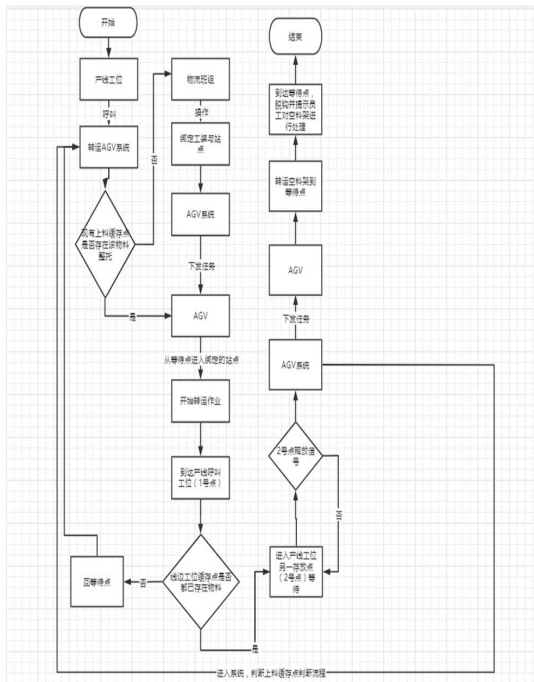 开始
产线工位
呼叫
转运AGV系统
现有上料缓存点
是否存在该物料
整托
否
是
物流班组
操作
绑定工装与站
点
AGV系统
下发任务
AGV
从等待点进入绑定的站点
开始转运作业
到达产线呼叫
工位（1号点）
线边工位缓存点是否
都已存在物料
否
回等待点
是
进入产线工位
另一存放点
（2号点）等
待
2号点释放信
号
否
AGV系统
下发任务
AGV
转运空料架到
等待点
到达等待点，
脱钩并提示员
工对空料架进
行处理
结束
进入系统，判断上料缓存点判断流程